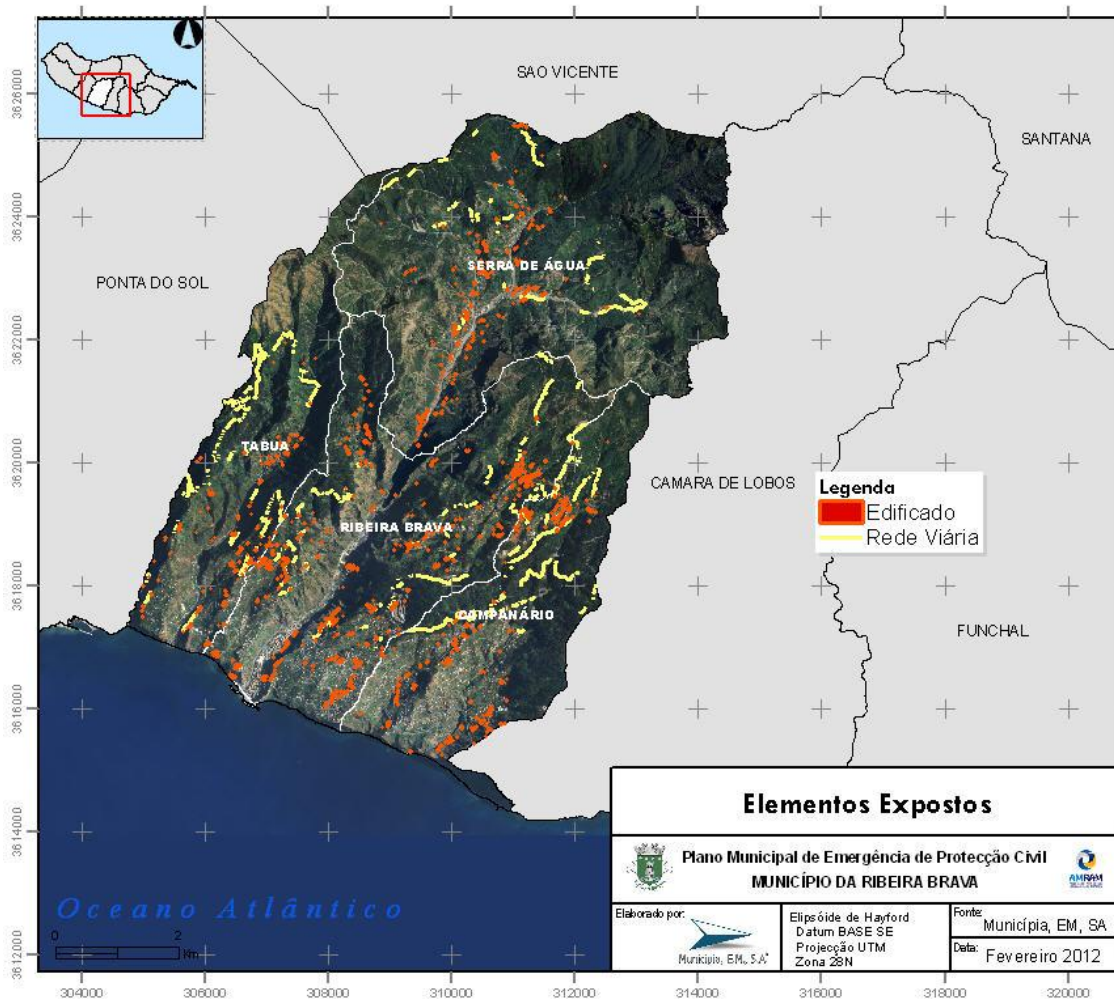 SAO VICENTE
SANTANA
PONTA DO SOL
SERRA DE ÁGUA
TABUA
CAMARA DE LOBOS
RIBEIRA BRAVA
CAMPANÁRIO
FUNCHAL
Legenda
Edificado
Rede Viária
Oceano Atlântico
0 2
Km
Elementos Expostos
Plano Municipal de Emergência de Protecção Civil
MUNICÍPIO DA RIBEIRA BRAVA
AMRAM
Elaborado por:
Município, E.M., S.A.
Elipsóide de Hayford
Datum BASE SE
Projecção UTM
Zona 28N
Fonte:
Município, EM, SA
Data:
Fevereiro 2012
3626000
3624000
3622000
3620000
3618000
3616000
3614000
3612000
304000 306000 308000 310000 312000 314000 316000 318000 320000